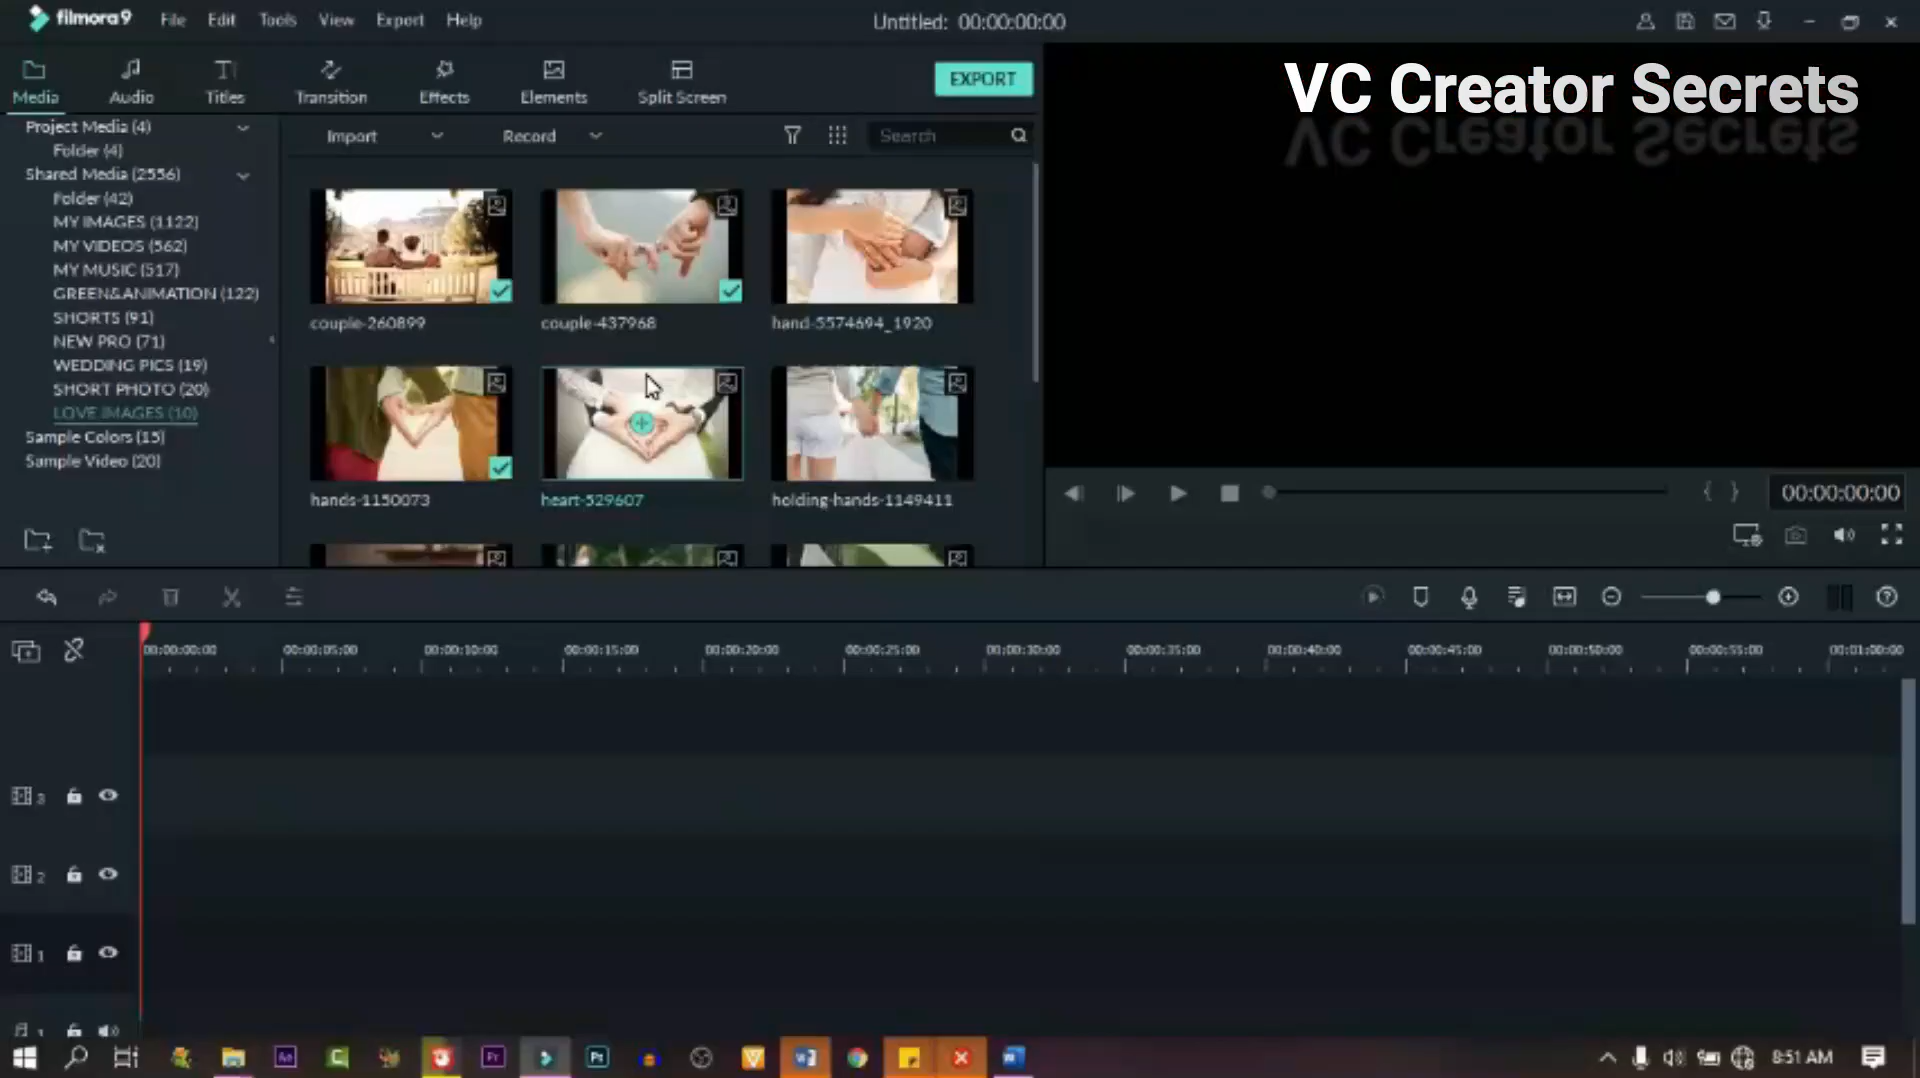 filmora9 File Edit Tools View Export Help Untitled: 00:00:00:00
VC Creator Secrets
Media Audio Titles Transition Effects Elements Split Screen EXPORT
Import Record Search
Project Media (4)
Folder (4)
Shared Media (2556)
Folder (42)
MY IMAGES (1122)
MY VIDEOS (562)
MY MUSIC (517)
GREEN&ANIMATION (122)
SHORTS (91)
NEW PRO (71)
WEDDING PICS (19)
SHORT PHOTO (20)
LOVE IMAGES (10)
Sample Colors (15)
Sample Video (20)
couple-260899 couple-437968 hand-5574694_1920
hands-1150073 heart-529607 holding-hands-1149411
00:00:00:00
00:00:00:00 00:00:05:00 00:00:10:00 00:00:15:00 00:00:20:00 00:00:25:00 00:00:30:00 00:00:35:00 00:00:40:00 00:00:45:00 00:00:50:00 00:00:55:00 00:01:00:00
3
2
1
1
Ae Pr Ps
8:51 AM